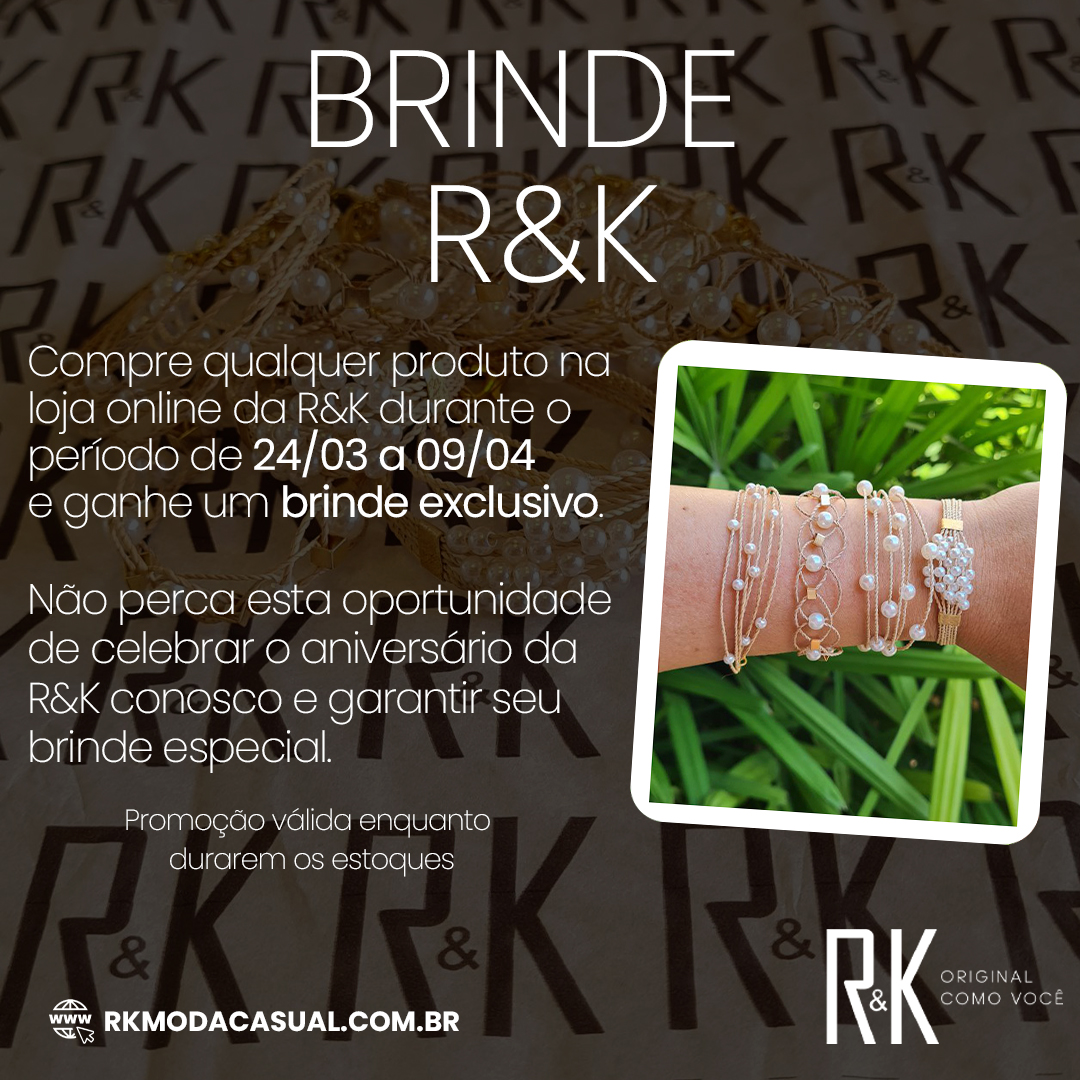 BRINDE
R&K
Compre qualquer produto na
loja online da R&K durante o
período de 24/03 a 09/04
e ganhe um brinde exclusivo.
Não perca esta oportunidade
de celebrar o aniversário da
R&K conosco e garantir seu
brinde especial.
Promoção válida enquanto
durarem os estoques
www RKMODACASUAL.COM.BR
R&K ORIGINAL
COMO VOCÊ